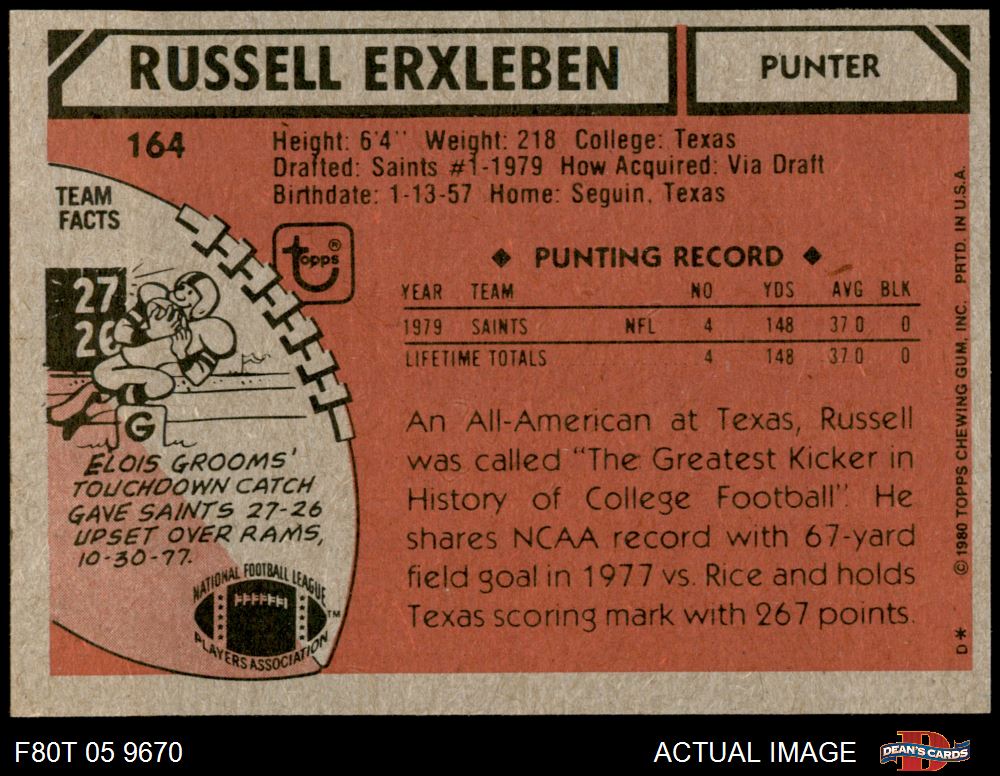 RUSSELL ERXLEBEN
PUNTER
164
Height: 6'4'' Weight: 218 College: Texas
Drafted: Saints #1-1979 How Acquired: Via Draft
Birthdate: 1-13-57 Home: Seguin, Texas
TEAM
FACTS
27
26
G
ELOIS GROOMS'
TOUCHDOWN CATCH
GAVE SAINTS 27-26
UPSET OVER RAMS,
10-30-77.
NATIONAL FOOTBALL LEAGUE
PLAYERS ASSOCIATION
TM
topps®
◆ PUNTING RECORD ◆
YEAR TEAM NO YDS AVG BLK
1979 SAINTS NFL 4 148 37.0 0
LIFETIME TOTALS 4 148 37.0 0
An All-American at Texas, Russell
was called "The Greatest Kicker in
History of College Football". He
shares NCAA record with 67-yard
field goal in 1977 vs. Rice and holds
Texas scoring mark with 267 points.
©1980 TOPPS CHEWING GUM, INC. PRTD. IN U.S.A.
D*
F80T 05 9670
ACTUAL IMAGE
DEAN'S CARDS